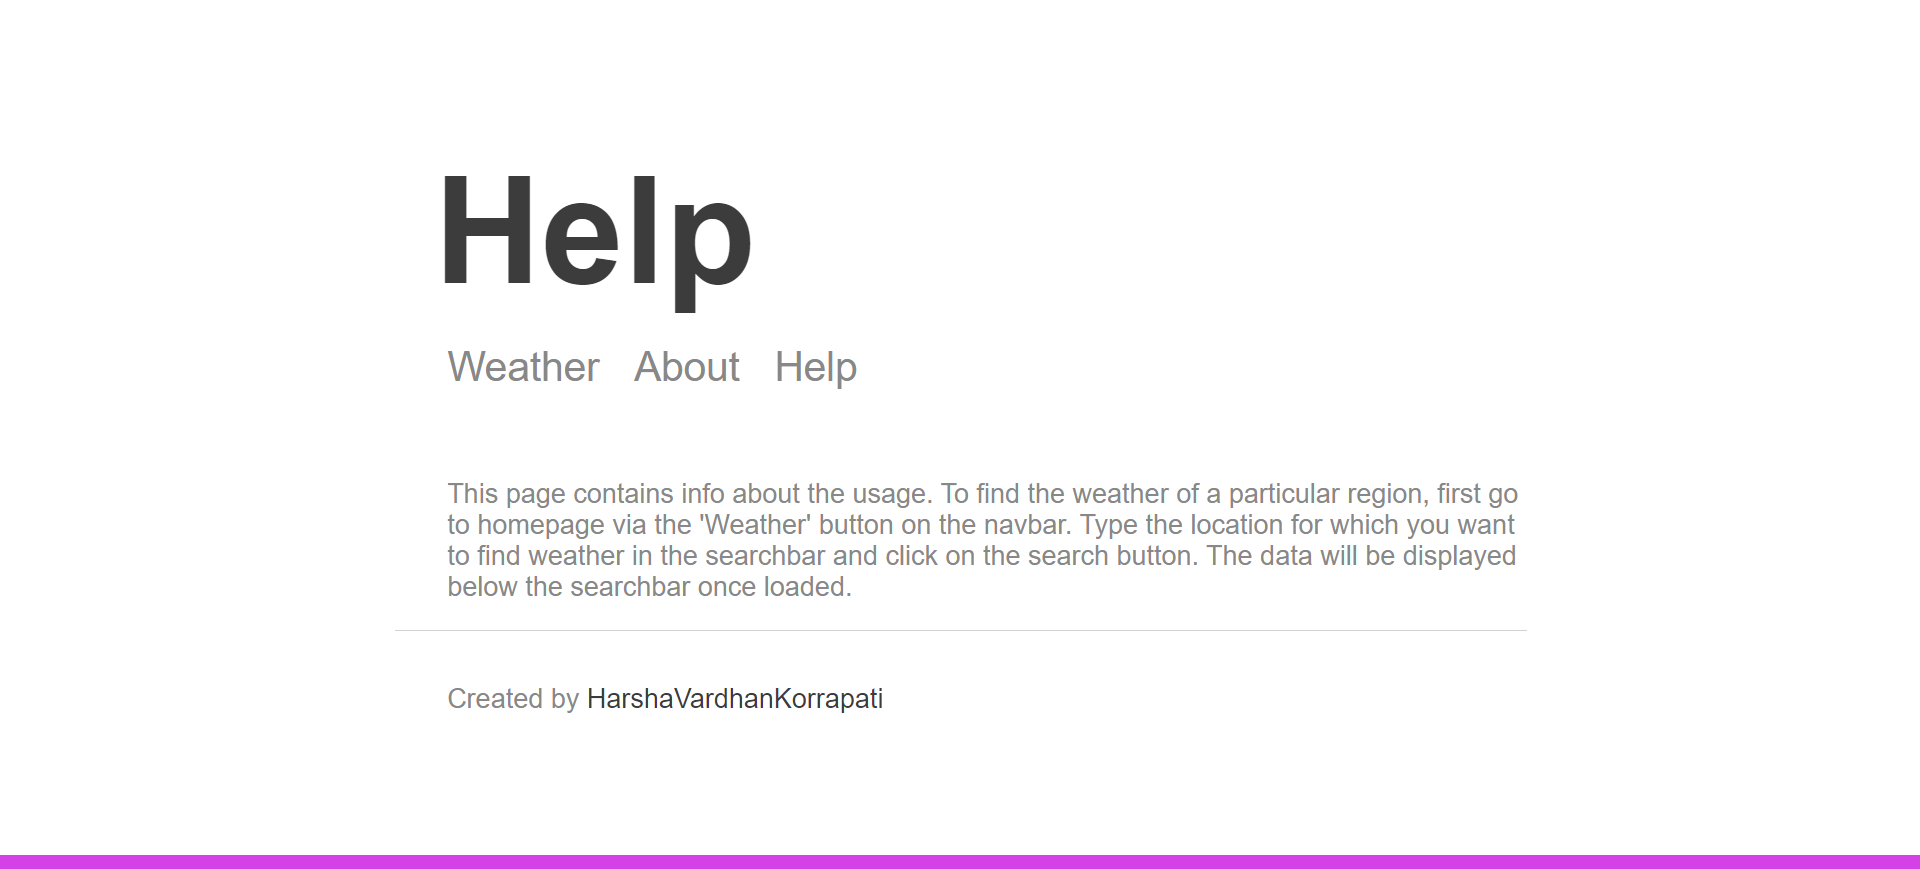 Help
Weather About Help
This page contains info about the usage. To find the weather of a particular region, first go
to homepage via the 'Weather' button on the navbar. Type the location for which you want
to find weather in the searchbar and click on the search button. The data will be displayed
below the searchbar once loaded.
Created by HarshaVardhanKorrapati